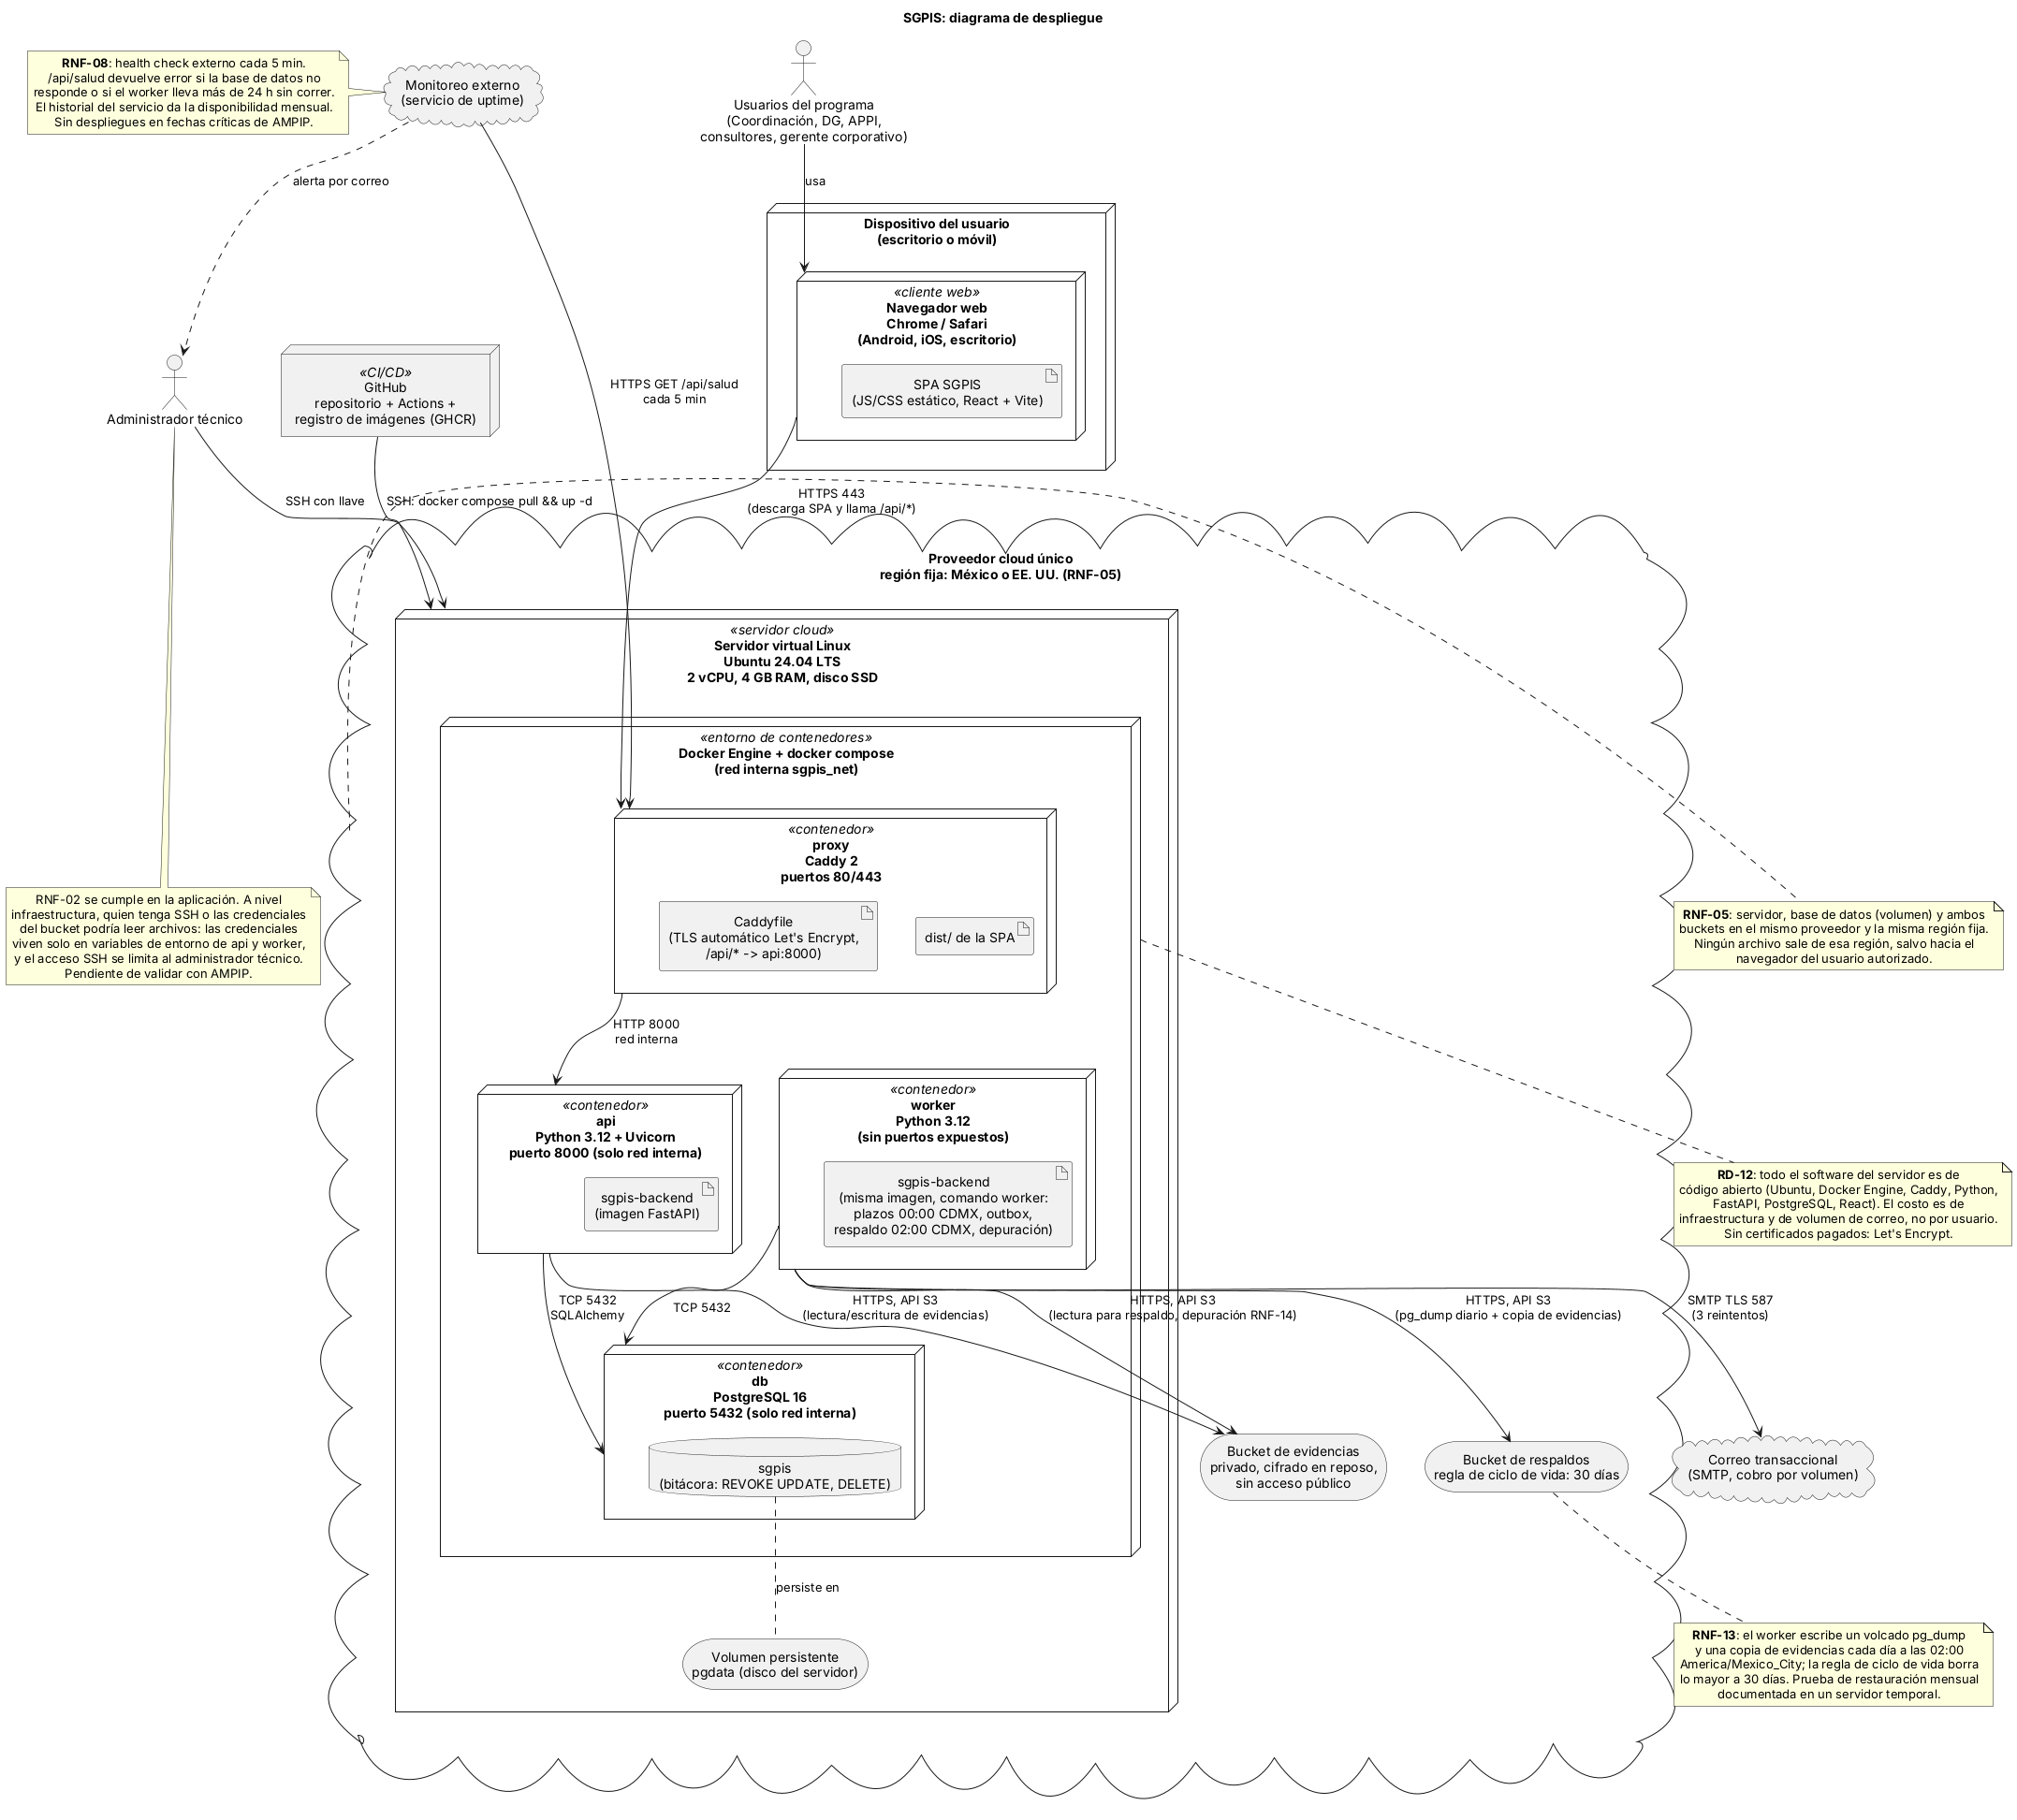 SGPIS: diagrama de despliegue
RNF-08: health check externo cada 5 min.
/api/salud devuelve error si la base de datos no
responde o si el worker lleva más de 24 h sin correr.
El historial del servicio da la disponibilidad mensual.
Sin despliegues en fechas críticas de AMPIP.
Monitoreo externo
(servicio de uptime)
Usuarios del programa
(Coordinación, DG, APPI,
consultores, gerente corporativo)
alerta por correo
usa
Dispositivo del usuario
(escritorio o móvil)
«cliente web»
Navegador web
Chrome / Safari
(Android, iOS, escritorio)
SPA SGPIS
(JS/CSS estático, React + Vite)
Administrador técnico
«CI/CD»
GitHub
repositorio + Actions +
registro de imágenes (GHCR)
HTTPS GET /api/salud
cada 5 min
SSH con llave
SSH: docker compose pull && up -d
HTTPS 443
(descarga SPA y llama /api/*)
Proveedor cloud único
región fija: México o EE. UU. (RNF-05)
«servidor cloud»
Servidor virtual Linux
Ubuntu 24.04 LTS
2 vCPU, 4 GB RAM, disco SSD
«entorno de contenedores»
Docker Engine + docker compose
(red interna sgpis_net)
«contenedor»
proxy
Caddy 2
puertos 80/443
Caddyfile
(TLS automático Let's Encrypt,
/api/* -> api:8000)
dist/ de la SPA
RNF-02 se cumple en la aplicación. A nivel
infraestructura, quien tenga SSH o las credenciales
del bucket podría leer archivos: las credenciales
viven solo en variables de entorno de api y worker,
y el acceso SSH se limita al administrador técnico.
Pendiente de validar con AMPIP.
RNF-05: servidor, base de datos (volumen) y ambos
buckets en el mismo proveedor y la misma región fija.
Ningún archivo sale de esa región, salvo hacia el
navegador del usuario autorizado.
HTTP 8000
red interna
«contenedor»
api
Python 3.12 + Uvicorn
puerto 8000 (solo red interna)
sgpis-backend
(imagen FastAPI)
«contenedor»
worker
Python 3.12
(sin puertos expuestos)
sgpis-backend
(misma imagen, comando worker:
plazos 00:00 CDMX, outbox,
respaldo 02:00 CDMX, depuración)
RD-12: todo el software del servidor es de
código abierto (Ubuntu, Docker Engine, Caddy, Python,
FastAPI, PostgreSQL, React). El costo es de
infraestructura y de volumen de correo, no por usuario.
Sin certificados pagados: Let's Encrypt.
TCP 5432
SQLAlchemy
TCP 5432
HTTPS, API S3
(lectura/escritura de evidencias)
HTTPS, API S3
(lectura para respaldo, depuración RNF-14)
HTTPS, API S3
(pg_dump diario + copia de evidencias)
SMTP TLS 587
(3 reintentos)
«contenedor»
db
PostgreSQL 16
puerto 5432 (solo red interna)
sgpis
(bitácora: REVOKE UPDATE, DELETE)
Bucket de evidencias
privado, cifrado en reposo,
sin acceso público
Bucket de respaldos
regla de ciclo de vida: 30 días
Correo transaccional
(SMTP, cobro por volumen)
persiste en
Volumen persistente
pgdata (disco del servidor)
RNF-13: el worker escribe un volcado pg_dump
y una copia de evidencias cada día a las 02:00
America/Mexico_City; la regla de ciclo de vida borra
lo mayor a 30 días. Prueba de restauración mensual
documentada en un servidor temporal.